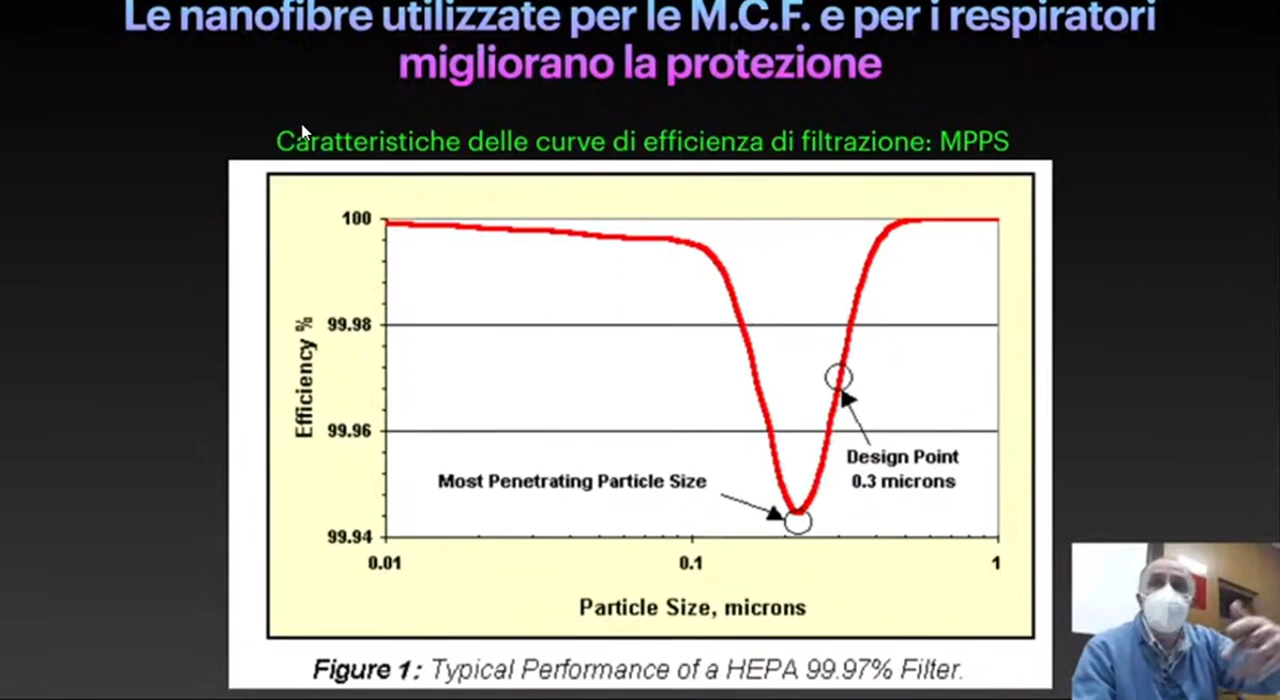 Le nanofibre utilizzate per le M.C.F. e per i respiratori
migliorano la protezione
Caratteristiche delle curve di efficienza di filtrazione: MPPS
100
99.98
99.96
99.94
Efficiency %
Most Penetrating Particle Size
Design Point
0.3 microns
0.01
0.1
1
Particle Size, microns
Figure 1: Typical Performance of a HEPA 99.97% Filter.